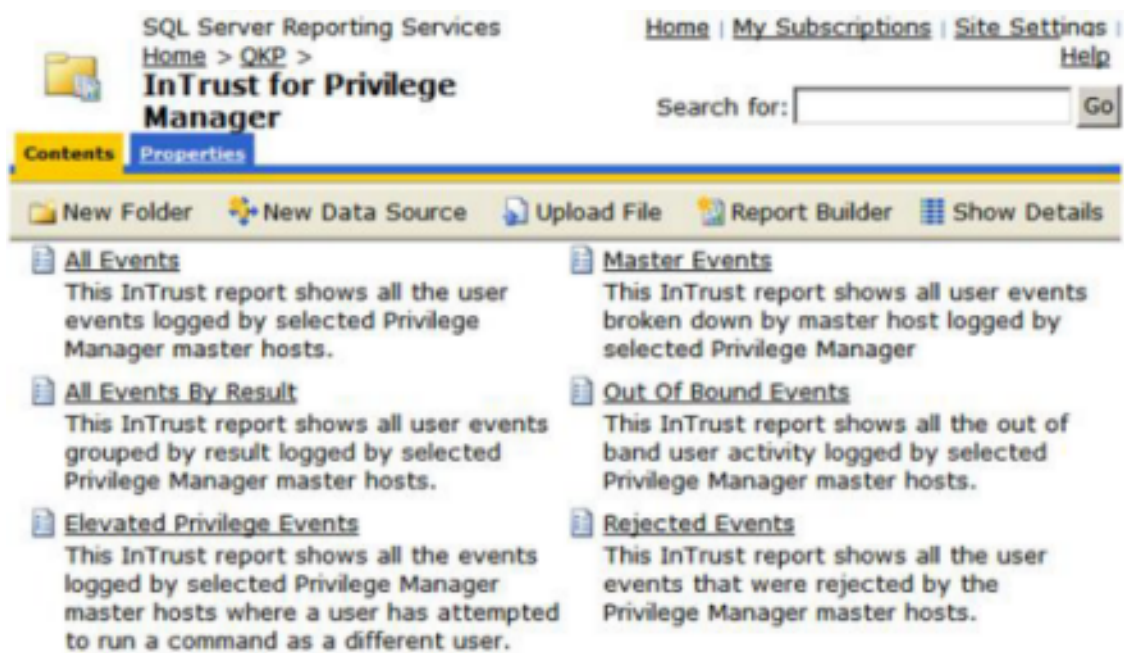 SQL Server Reporting Services
Home > QKP >
InTrust for Privilege
Manager
Home | My Subscriptions | Site Settings |
Help
Search for:
Go
Contents Properties
New Folder New Data Source Upload File Report Builder Show Details
All Events
This InTrust report shows all the user
events logged by selected Privilege
Manager master hosts.
Master Events
This InTrust report shows all user events
broken down by master host logged by
selected Privilege Manager
All Events By Result
This InTrust report shows all user events
grouped by result logged by selected
Privilege Manager master hosts.
Out Of Bound Events
This InTrust report shows all the out of
band user activity logged by selected
Privilege Manager master hosts.
Elevated Privilege Events
This InTrust report shows all the events
logged by selected Privilege Manager
master hosts where a user has attempted
to run a command as a different user.
Rejected Events
This InTrust report shows all the user
events that were rejected by the
Privilege Manager master hosts.